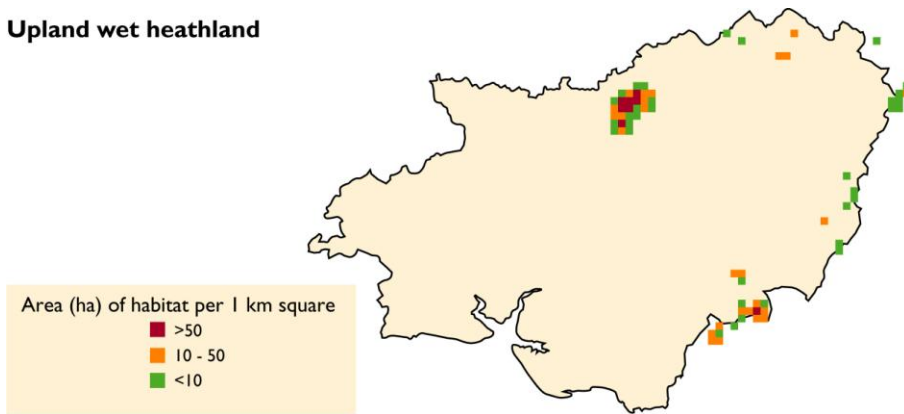 Upland wet heathland
Area (ha) of habitat per 1 km square
>50
10 - 50
<10